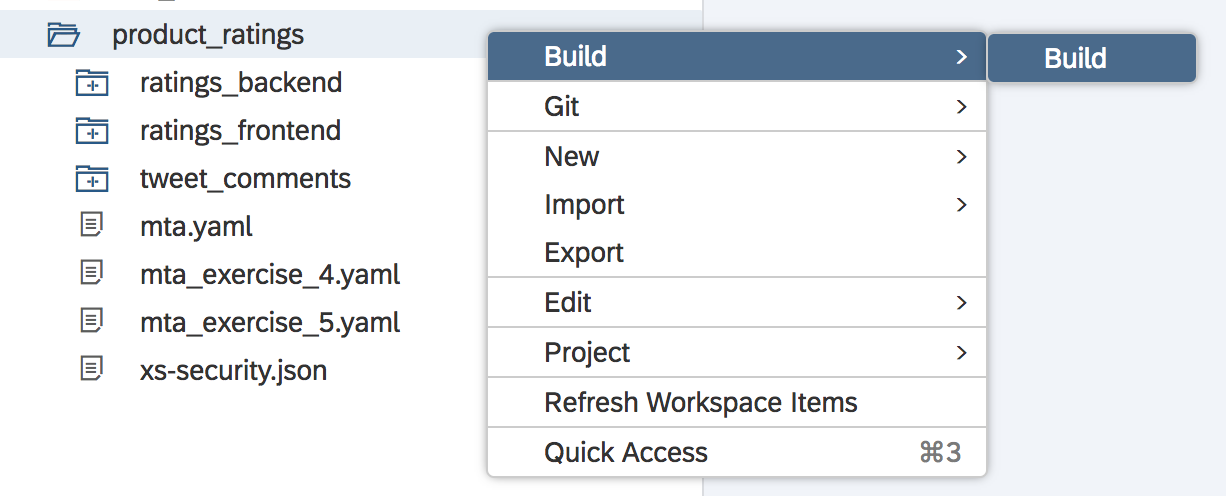 product_ratings
ratings_backend
ratings_frontend
tweet_comments
mta.yaml
mta_exercise_4.yaml
mta_exercise_5.yaml
xs-security.json
Build
Build
Git
New
Import
Export
Edit
Project
Refresh Workspace Items
Quick Access ⌘3